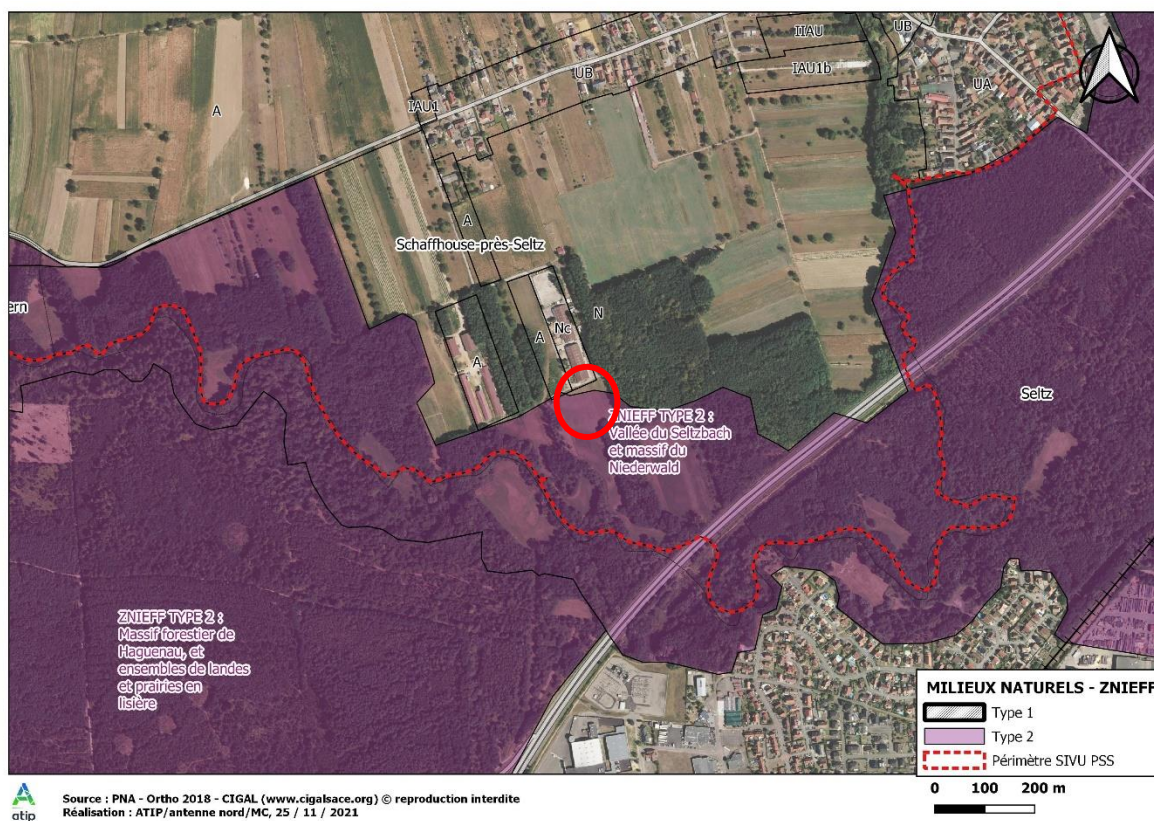 IIAU
UB
IAU1b
UA
UB
IAU1
A
A
Schaffhouse-près-Seltz
N
Nc
A
A
ern
Seltz
ZNIEFF TYPE 2 :
Vallée du Seltzbach
et massif du
Niederwald
ZNIEFF TYPE 2 :
Massif forestier de
Haguenau, et
ensembles de landes
et prairies en
lisière
MILIEUX NATURELS - ZNIEFF
Type 1
Type 2
Périmètre SIVU PSS
0 100 200 m
atip
Source : PNA - Ortho 2018 - CIGAL (www.cigalsace.org) © reproduction interdite
Réalisation : ATIP/antenne nord/MC, 25 / 11 / 2021